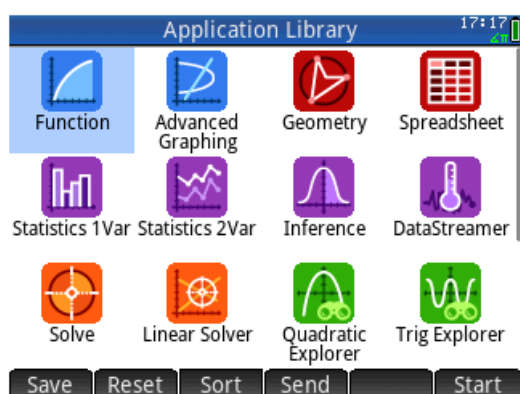 Application Library 17:17
∡π
Function Advanced Graphing Geometry Spreadsheet
Statistics 1Var Statistics 2Var Inference DataStreamer
Solve Linear Solver Quadratic Explorer Trig Explorer
Save Reset Sort Send Start